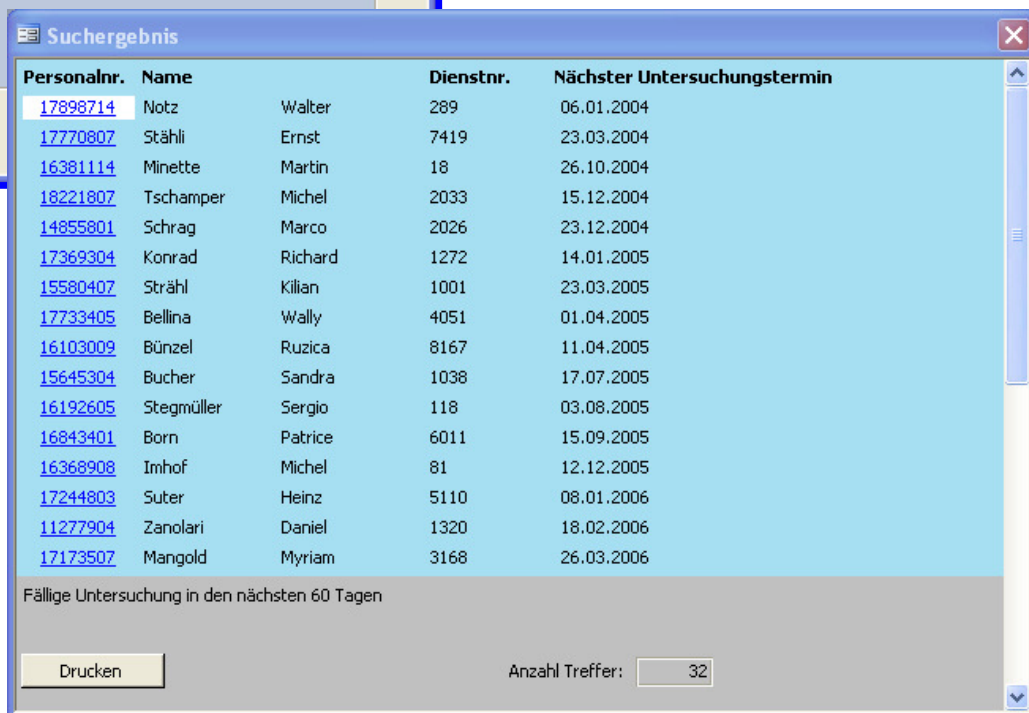 Suchergebnis
Personalnr. Name Dienstnr. Nächster Untersuchungstermin
17898714 Notz Walter 289 06.01.2004
17770807 Stähli Ernst 7419 23.03.2004
16381114 Minette Martin 18 26.10.2004
18221807 Tschamper Michel 2033 15.12.2004
14855801 Schrag Marco 2026 23.12.2004
17369304 Konrad Richard 1272 14.01.2005
15580407 Strähl Kilian 1001 23.03.2005
17733405 Bellina Wally 4051 01.04.2005
16103009 Bünzel Ruzica 8167 11.04.2005
15645304 Bucher Sandra 1038 17.07.2005
16192605 Stegmüller Sergio 118 03.08.2005
16843401 Born Patrice 6011 15.09.2005
16368908 Imhof Michel 81 12.12.2005
17244803 Suter Heinz 5110 08.01.2006
11277904 Zanolari Daniel 1320 18.02.2006
17173507 Mangold Myriam 3168 26.03.2006
Fällige Untersuchung in den nächsten 60 Tagen
Drucken Anzahl Treffer: 32